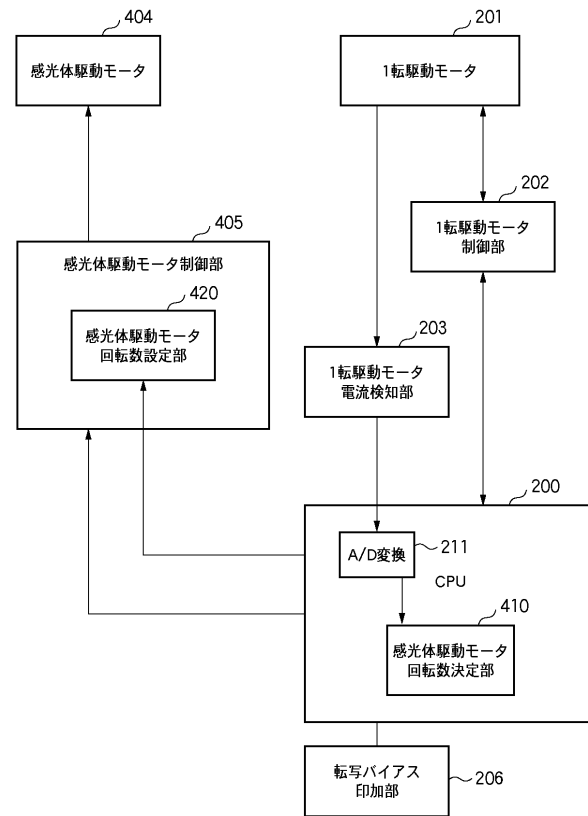 404
感光体駆動モータ
201
1転駆動モータ
202
1転駆動モータ
制御部
405
感光体駆動モータ制御部
420
感光体駆動モータ
回転数設定部
203
1転駆動モータ
電流検知部
200
A/D変換
211
CPU
410
感光体駆動モータ
回転数決定部
転写バイアス
印加部
206